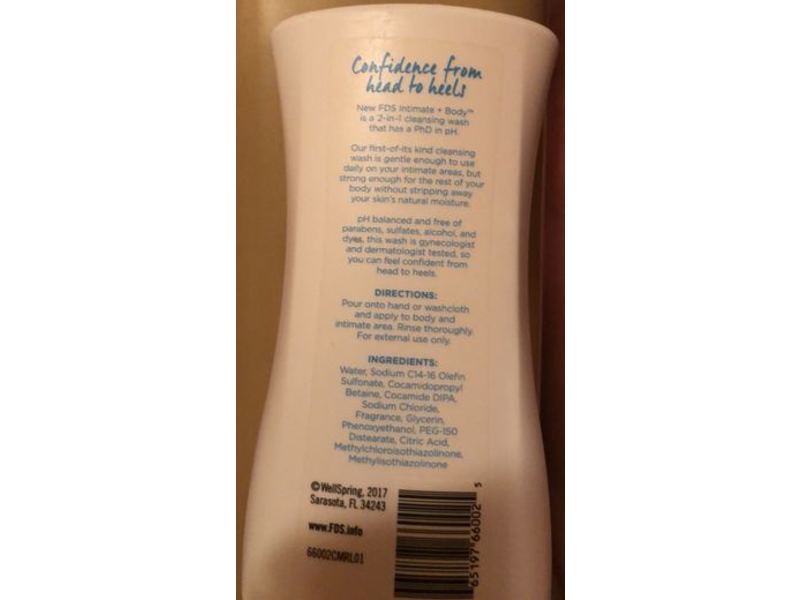 Confidence from
head to heels
New FDS Intimate + Body™
is a 2-in-1 cleansing wash
that has a PhD in pH.
Our first-of-its kind cleansing
wash is gentle enough to use
daily on your intimate areas, but
strong enough for the rest of your
body without stripping away
your skin's natural moisture.
pH balanced and free of
parabens, sulfates, alcohol, and
dyes, this wash is gynecologist
and dermatologist tested, so
you can feel confident from
head to heels.
DIRECTIONS:
Pour onto hand or washcloth
and apply to body and
intimate area. Rinse thoroughly.
For external use only.
INGREDIENTS:
Water, Sodium C14-16 Olefin
Sulfonate, Cocamidopropyl
Betaine, Cocamide DIPA,
Sodium Chloride,
Fragrance, Glycerin,
Phenoxyethanol, PEG-150
Distearate, Citric Acid,
Methylchloroisothiazolinone,
Methylisothiazolinone
©WellSpring, 2017
Sarasota, FL 34243
www.FDS.info
66002CMRL01
65197 66002 5